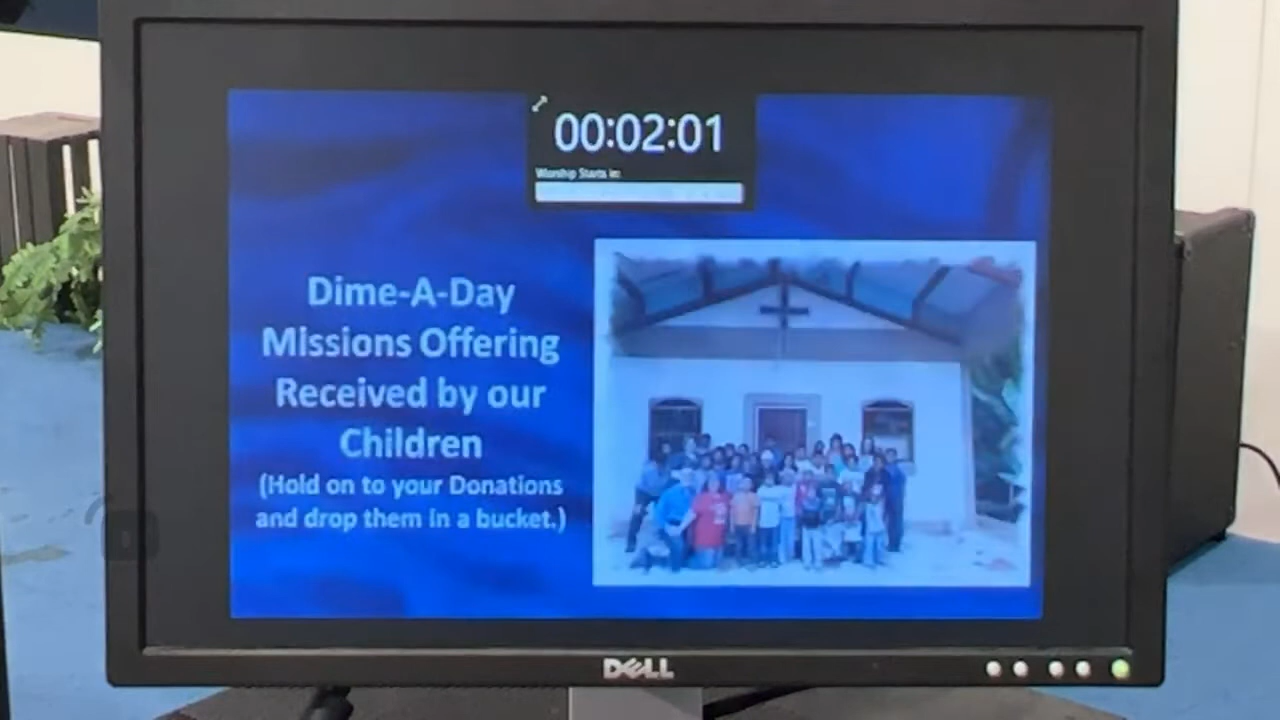 00:02:01
Worship Starts in:
Dime-A-Day
Missions Offering
Received by our
Children
(Hold on to your Donations
and drop them in a bucket.)
DELL